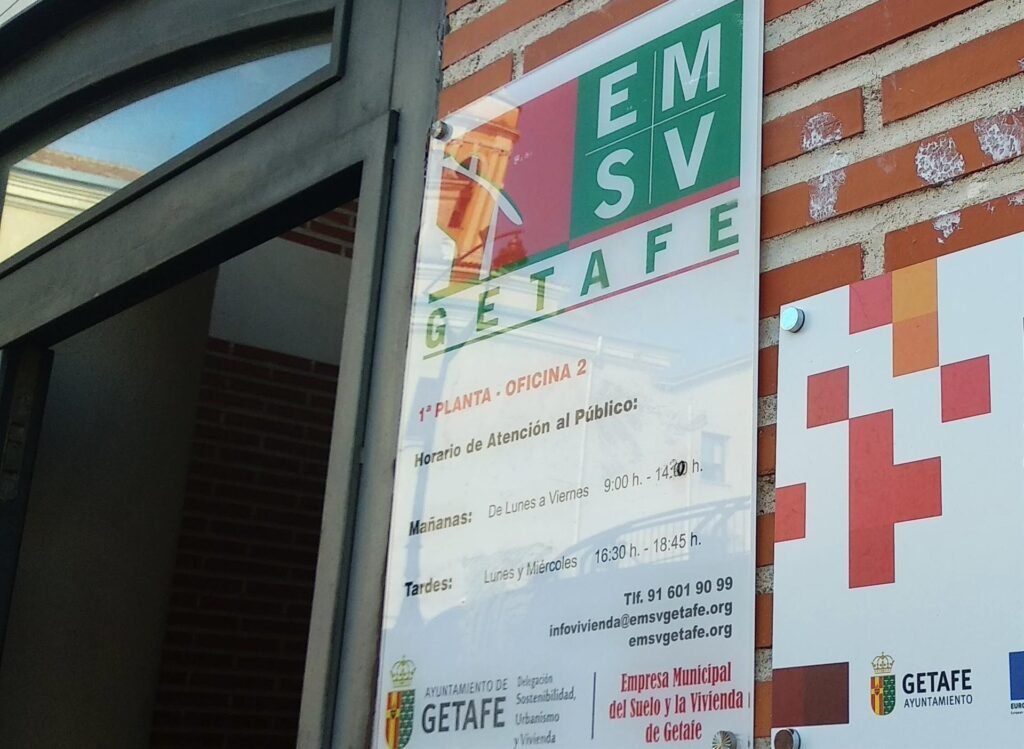 EM
SV
GETAFE
1ª PLANTA - OFICINA 2
Horario de Atención al Público:
Mañanas: De Lunes a Viernes 9:00 h. - 14:30 h.
Tardes: Lunes y Miércoles 16:30 h. - 18:45 h.
Tlf. 91 601 90 99
infovivienda@emsvgetafe.org
emsvgetafe.org
AYUNTAMIENTO DE
GETAFE
Delegación
Sostenibilidad,
Urbanismo
y Vivienda
Empresa Municipal
del Suelo y la Vivienda
de Getafe
GETAFE
AYUNTAMIENTO